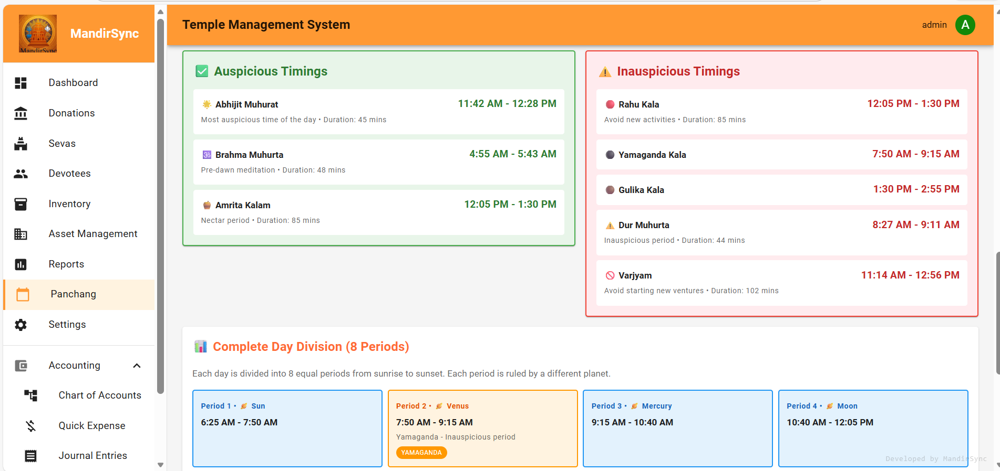 MandirSync
MandirSync
Temple Management System
admin
A
Dashboard
Donations
Sevas
Devotees
Inventory
Asset Management
Reports
Panchang
Settings
Accounting
Chart of Accounts
Quick Expense
Journal Entries
Auspicious Timings
Abhijit Muhurat
11:42 AM - 12:28 PM
Most auspicious time of the day • Duration: 45 mins
Brahma Muhurta
4:55 AM - 5:43 AM
Pre-dawn meditation • Duration: 48 mins
Amrita Kalam
12:05 PM - 1:30 PM
Nectar period • Duration: 85 mins
Inauspicious Timings
Rahu Kala
12:05 PM - 1:30 PM
Avoid new activities • Duration: 85 mins
Yamaganda Kala
7:50 AM - 9:15 AM
Gulika Kala
1:30 PM - 2:55 PM
Dur Muhurta
8:27 AM - 9:11 AM
Inauspicious period • Duration: 44 mins
Varjyam
11:14 AM - 12:56 PM
Avoid starting new ventures • Duration: 102 mins
Complete Day Division (8 Periods)
Each day is divided into 8 equal periods from sunrise to sunset. Each period is ruled by a different planet.
Period 1 • Sun
6:25 AM - 7:50 AM
Period 2 • Venus
7:50 AM - 9:15 AM
Yamaganda - Inauspicious period
YAMAGANDA
Period 3 • Mercury
9:15 AM - 10:40 AM
Period 4 • Moon
10:40 AM - 12:05 PM
Developed by MandirSync